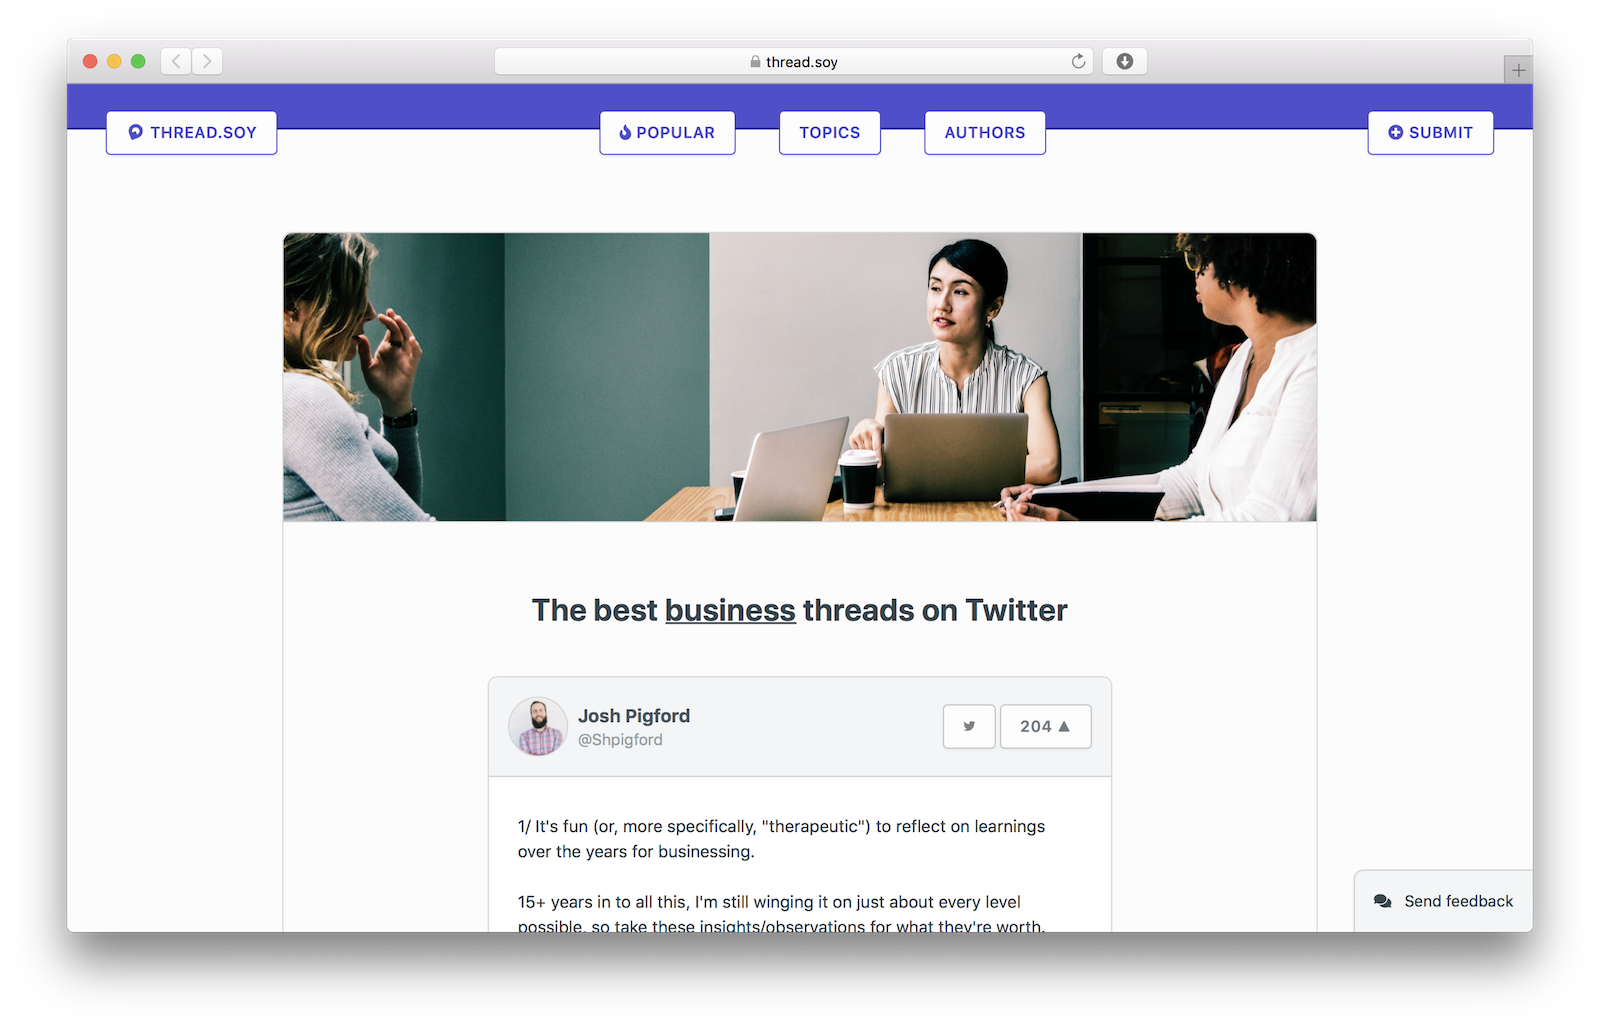 thread.soy
THREAD.SOY
POPULAR
TOPICS
AUTHORS
SUBMIT
The best business threads on Twitter
Josh Pigford
@Shpigford
204
1/ It's fun (or, more specifically, "therapeutic") to reflect on learnings
over the years for businessing.
15+ years in to all this, I'm still winging it on just about every level
possible, so take these insights/observations for what they're worth.
Send feedback